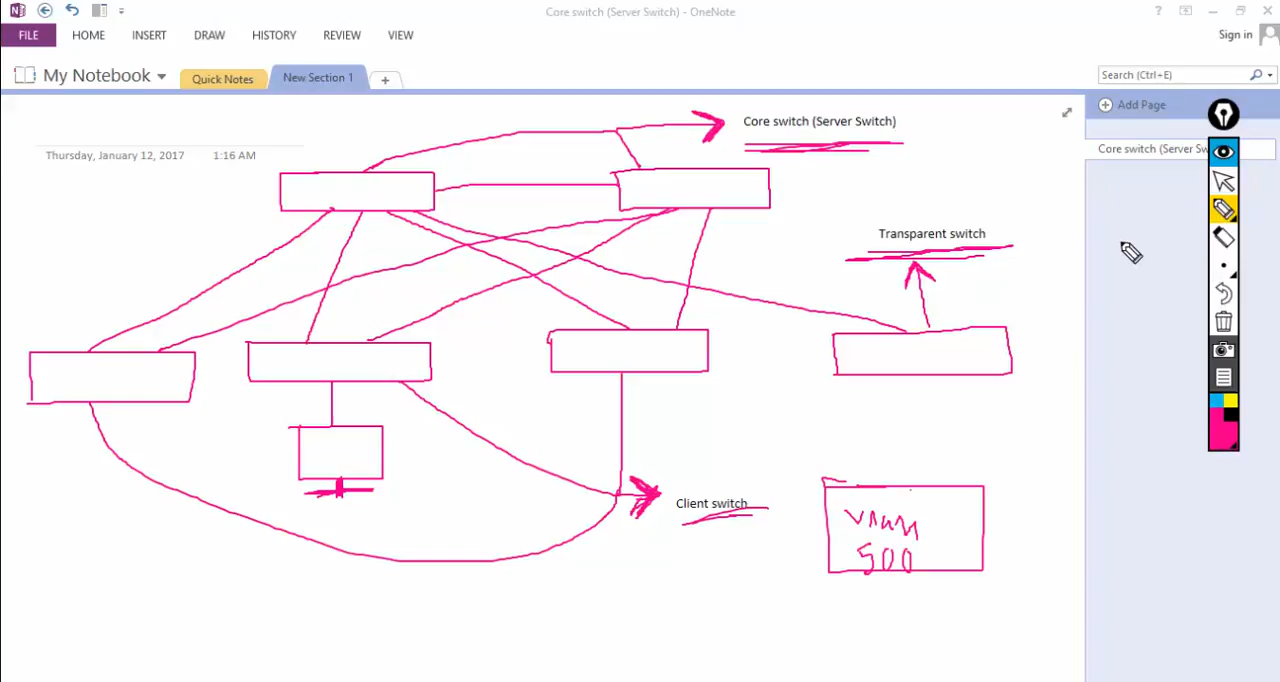 Core switch (Server Switch) - OneNote
Sign in
FILE HOME INSERT DRAW HISTORY REVIEW VIEW
My Notebook
Quick Notes
New Section 1
Search (Ctrl+E)
Add Page
Core switch (Server Sw
Thursday, January 12, 2017 1:16 AM
Core switch (Server Switch)
Transparent switch
Client switch
500